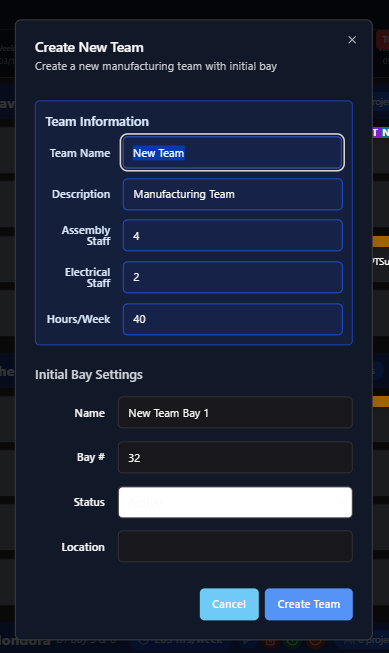 Create New Team
Create a new manufacturing team with initial bay
Team Information
Team Name
New Team
Description
Manufacturing Team
Assembly
Staff
4
Electrical
Staff
2
Hours/Week
40
Initial Bay Settings
Name
New Team Bay 1
Bay #
32
Status
Location
Cancel
Create Team